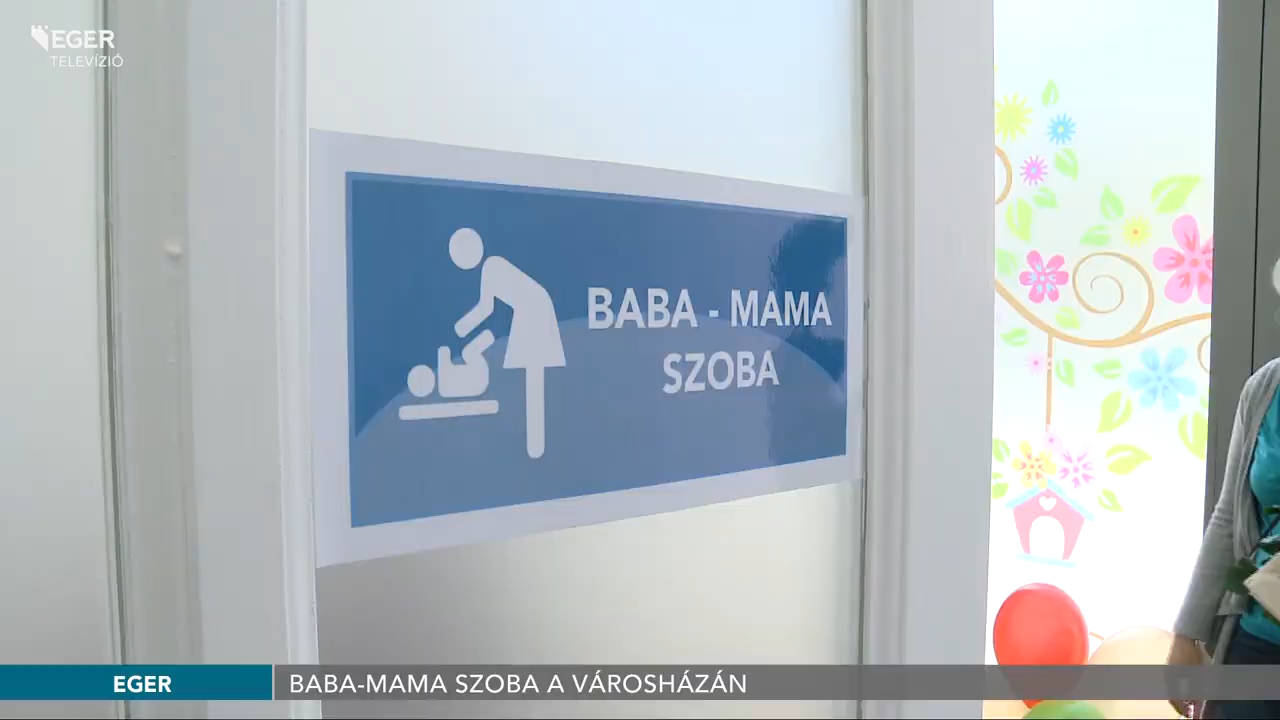 EGER
TELEVÍZIÓ
BABA - MAMA
SZOBA
EGER
BABA-MAMA SZOBA A VÁROSHÁZÁN